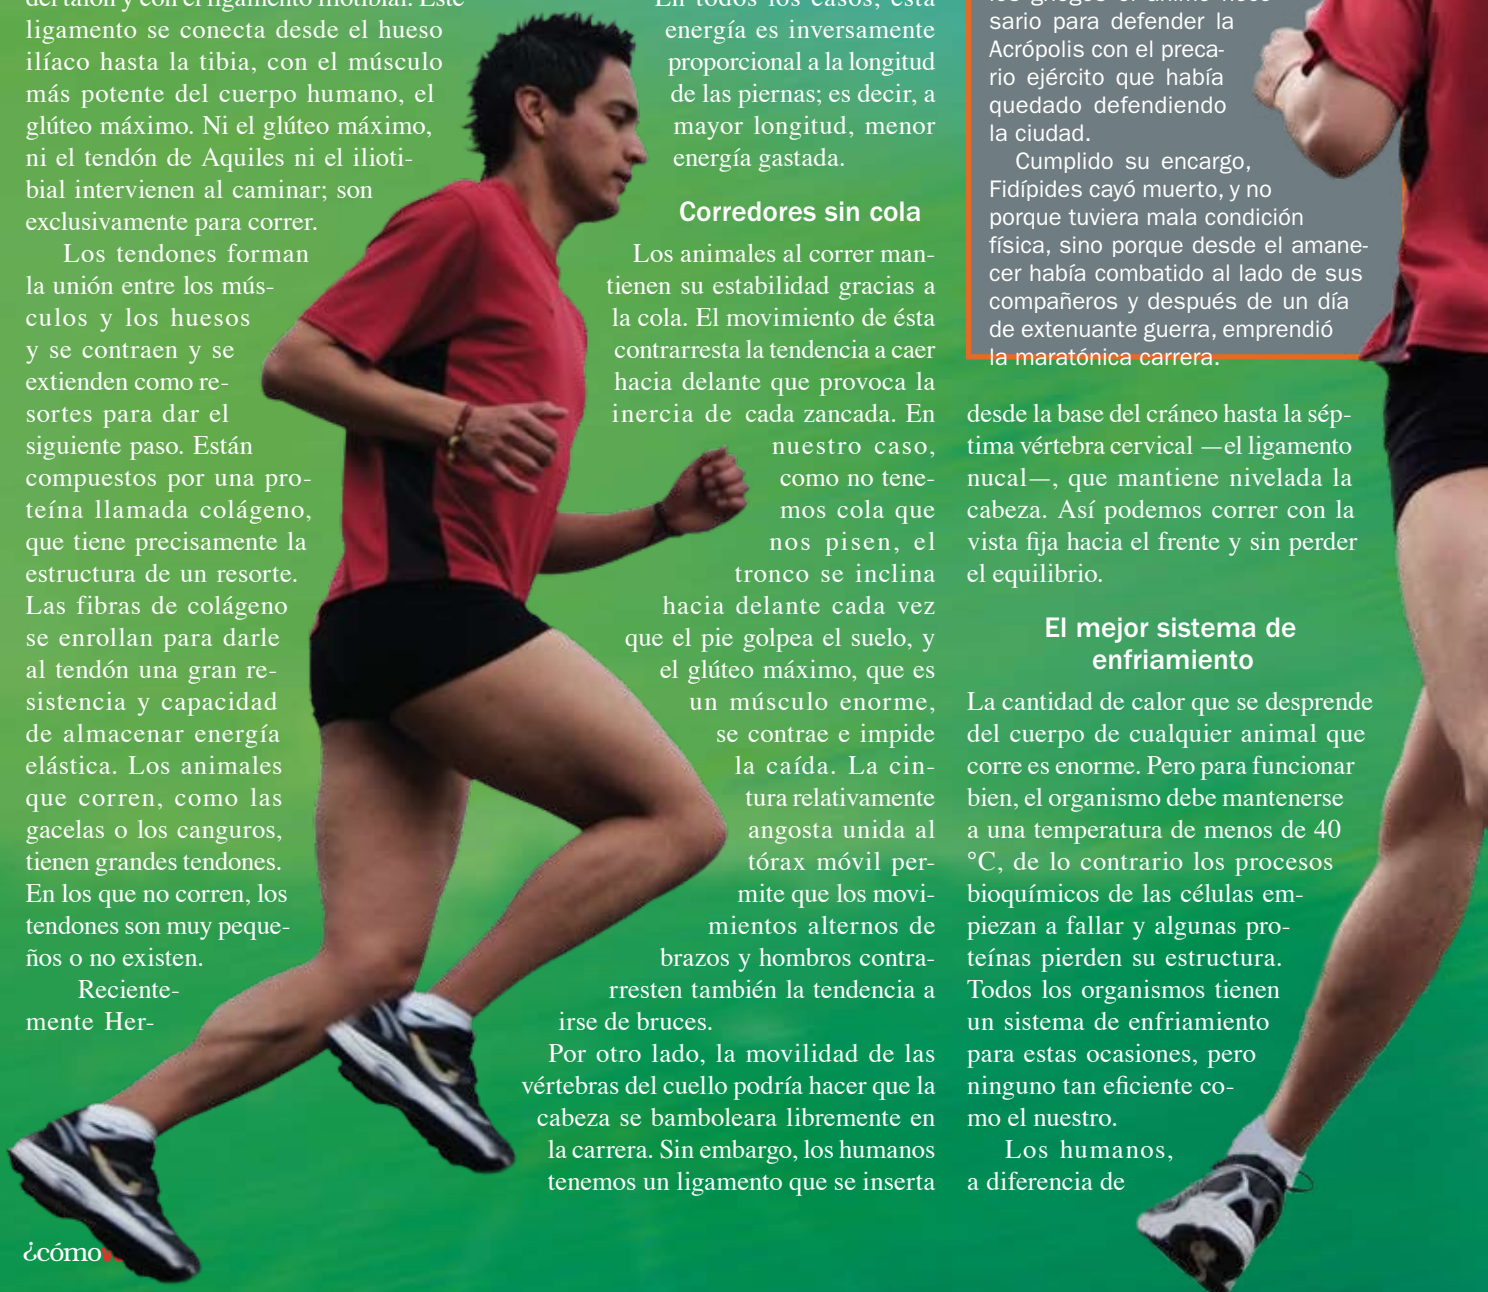 del talón y con el ligamento iliotibial. Este
ligamento se conecta desde el hueso
ilíaco hasta la tibia, con el músculo
más potente del cuerpo humano, el
glúteo máximo. Ni el glúteo máximo,
ni el tendón de Aquiles ni el ilioti-
bial intervienen al caminar; son
exclusivamente para correr.
Los tendones forman
la unión entre los mús-
culos y los huesos
y se contraen y se
extienden como re-
sortes para dar el
siguiente paso. Están
compuestos por una pro-
teína llamada colágeno,
que tiene precisamente la
estructura de un resorte.
Las fibras de colágeno
se enrollan para darle
al tendón una gran re-
sistencia y capacidad
de almacenar energía
elástica. Los animales
que corren, como las
gacelas o los canguros,
tienen grandes tendones.
En los que no corren, los
tendones son muy peque-
ños o no existen.
Reciente-
mente Her-
En todos los casos, esta
energía es inversamente
proporcional a la longitud
de las piernas; es decir, a
mayor longitud, menor
energía gastada.
Corredores sin cola
Los animales al correr man-
tienen su estabilidad gracias a
la cola. El movimiento de ésta
contrarresta la tendencia a caer
hacia delante que provoca la
inercia de cada zancada. En
nuestro caso,
como no tene-
mos cola que
nos pisen, el
tronco se inclina
hacia delante cada vez
que el pie golpea el suelo, y
el glúteo máximo, que es
un músculo enorme,
se contrae e impide
la caída. La cin-
tura relativamente
angosta unida al
tórax móvil per-
mite que los movi-
mientos alternos de
brazos y hombros contra-
rresten también la tendencia a
irse de bruces.
Por otro lado, la movilidad de las
vértebras del cuello podría hacer que la
cabeza se bamboleara libremente en
la carrera. Sin embargo, los humanos
tenemos un ligamento que se inserta
los griegos el ánimo nece-
sario para defender la
Acrópolis con el preca-
rio ejército que había
quedado defendiendo
la ciudad.
Cumplido su encargo,
Fidípides cayó muerto, y no
porque tuviera mala condición
física, sino porque desde el amane-
cer había combatido al lado de sus
compañeros y después de un día
de extenuante guerra, emprendió
la maratónica carrera.
desde la base del cráneo hasta la sép-
tima vértebra cervical —el ligamento
nucal—, que mantiene nivelada la
cabeza. Así podemos correr con la
vista fija hacia el frente y sin perder
el equilibrio.
El mejor sistema de
enfriamiento
La cantidad de calor que se desprende
del cuerpo de cualquier animal que
corre es enorme. Pero para funcionar
bien, el organismo debe mantenerse
a una temperatura de menos de 40
°C, de lo contrario los procesos
bioquímicos de las células em-
piezan a fallar y algunas pro-
teínas pierden su estructura.
Todos los organismos tienen
un sistema de enfriamiento
para estas ocasiones, pero
ninguno tan eficiente co-
mo el nuestro.
Los humanos,
a diferencia de
¿cómo